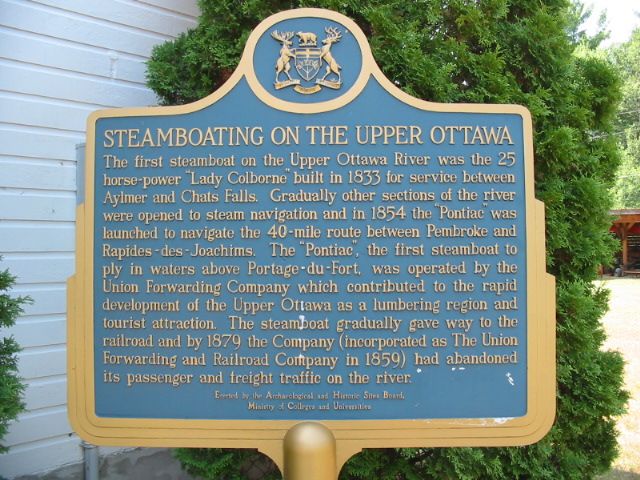 STEAMBOATING ON THE UPPER OTTAWA
The first steamboat on the Upper Ottawa River was the 25
horse-power "Lady Colborne" built in 1833 for service between
Aylmer and Chats Falls. Gradually other sections of the river
were opened to steam navigation and in 1854 the "Pontiac" was
launched to navigate the 40-mile route between Pembroke and
Rapides-des-Joachims. The "Pontiac", the first steamboat to
ply in waters above Portage-du-Fort, was operated by the
Union Forwarding Company which contributed to the rapid
development of the Upper Ottawa as a lumbering region and
tourist attraction. The steamboat gradually gave way to the
railroad and by 1879 the Company (incorporated as The Union
Forwarding and Railroad Company in 1859) had abandoned
its passenger and freight traffic on the river.
Erected by the Archaeological and Historic Sites Board,
Ministry of Colleges and Universities